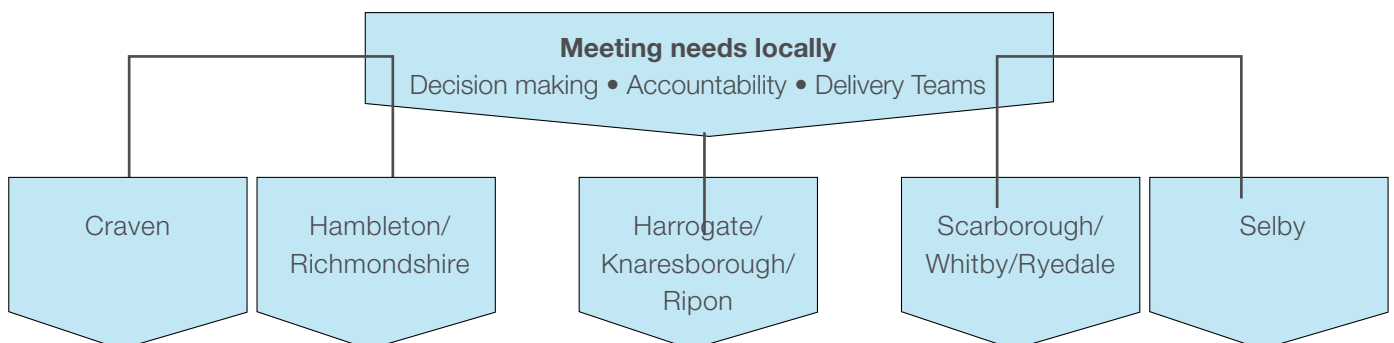 Meeting needs locally
Decision making • Accountability • Delivery Teams
Craven
Hambleton/
Richmondshire
Harrogate/
Knaresborough/
Ripon
Scarborough/
Whitby/Ryedale
Selby